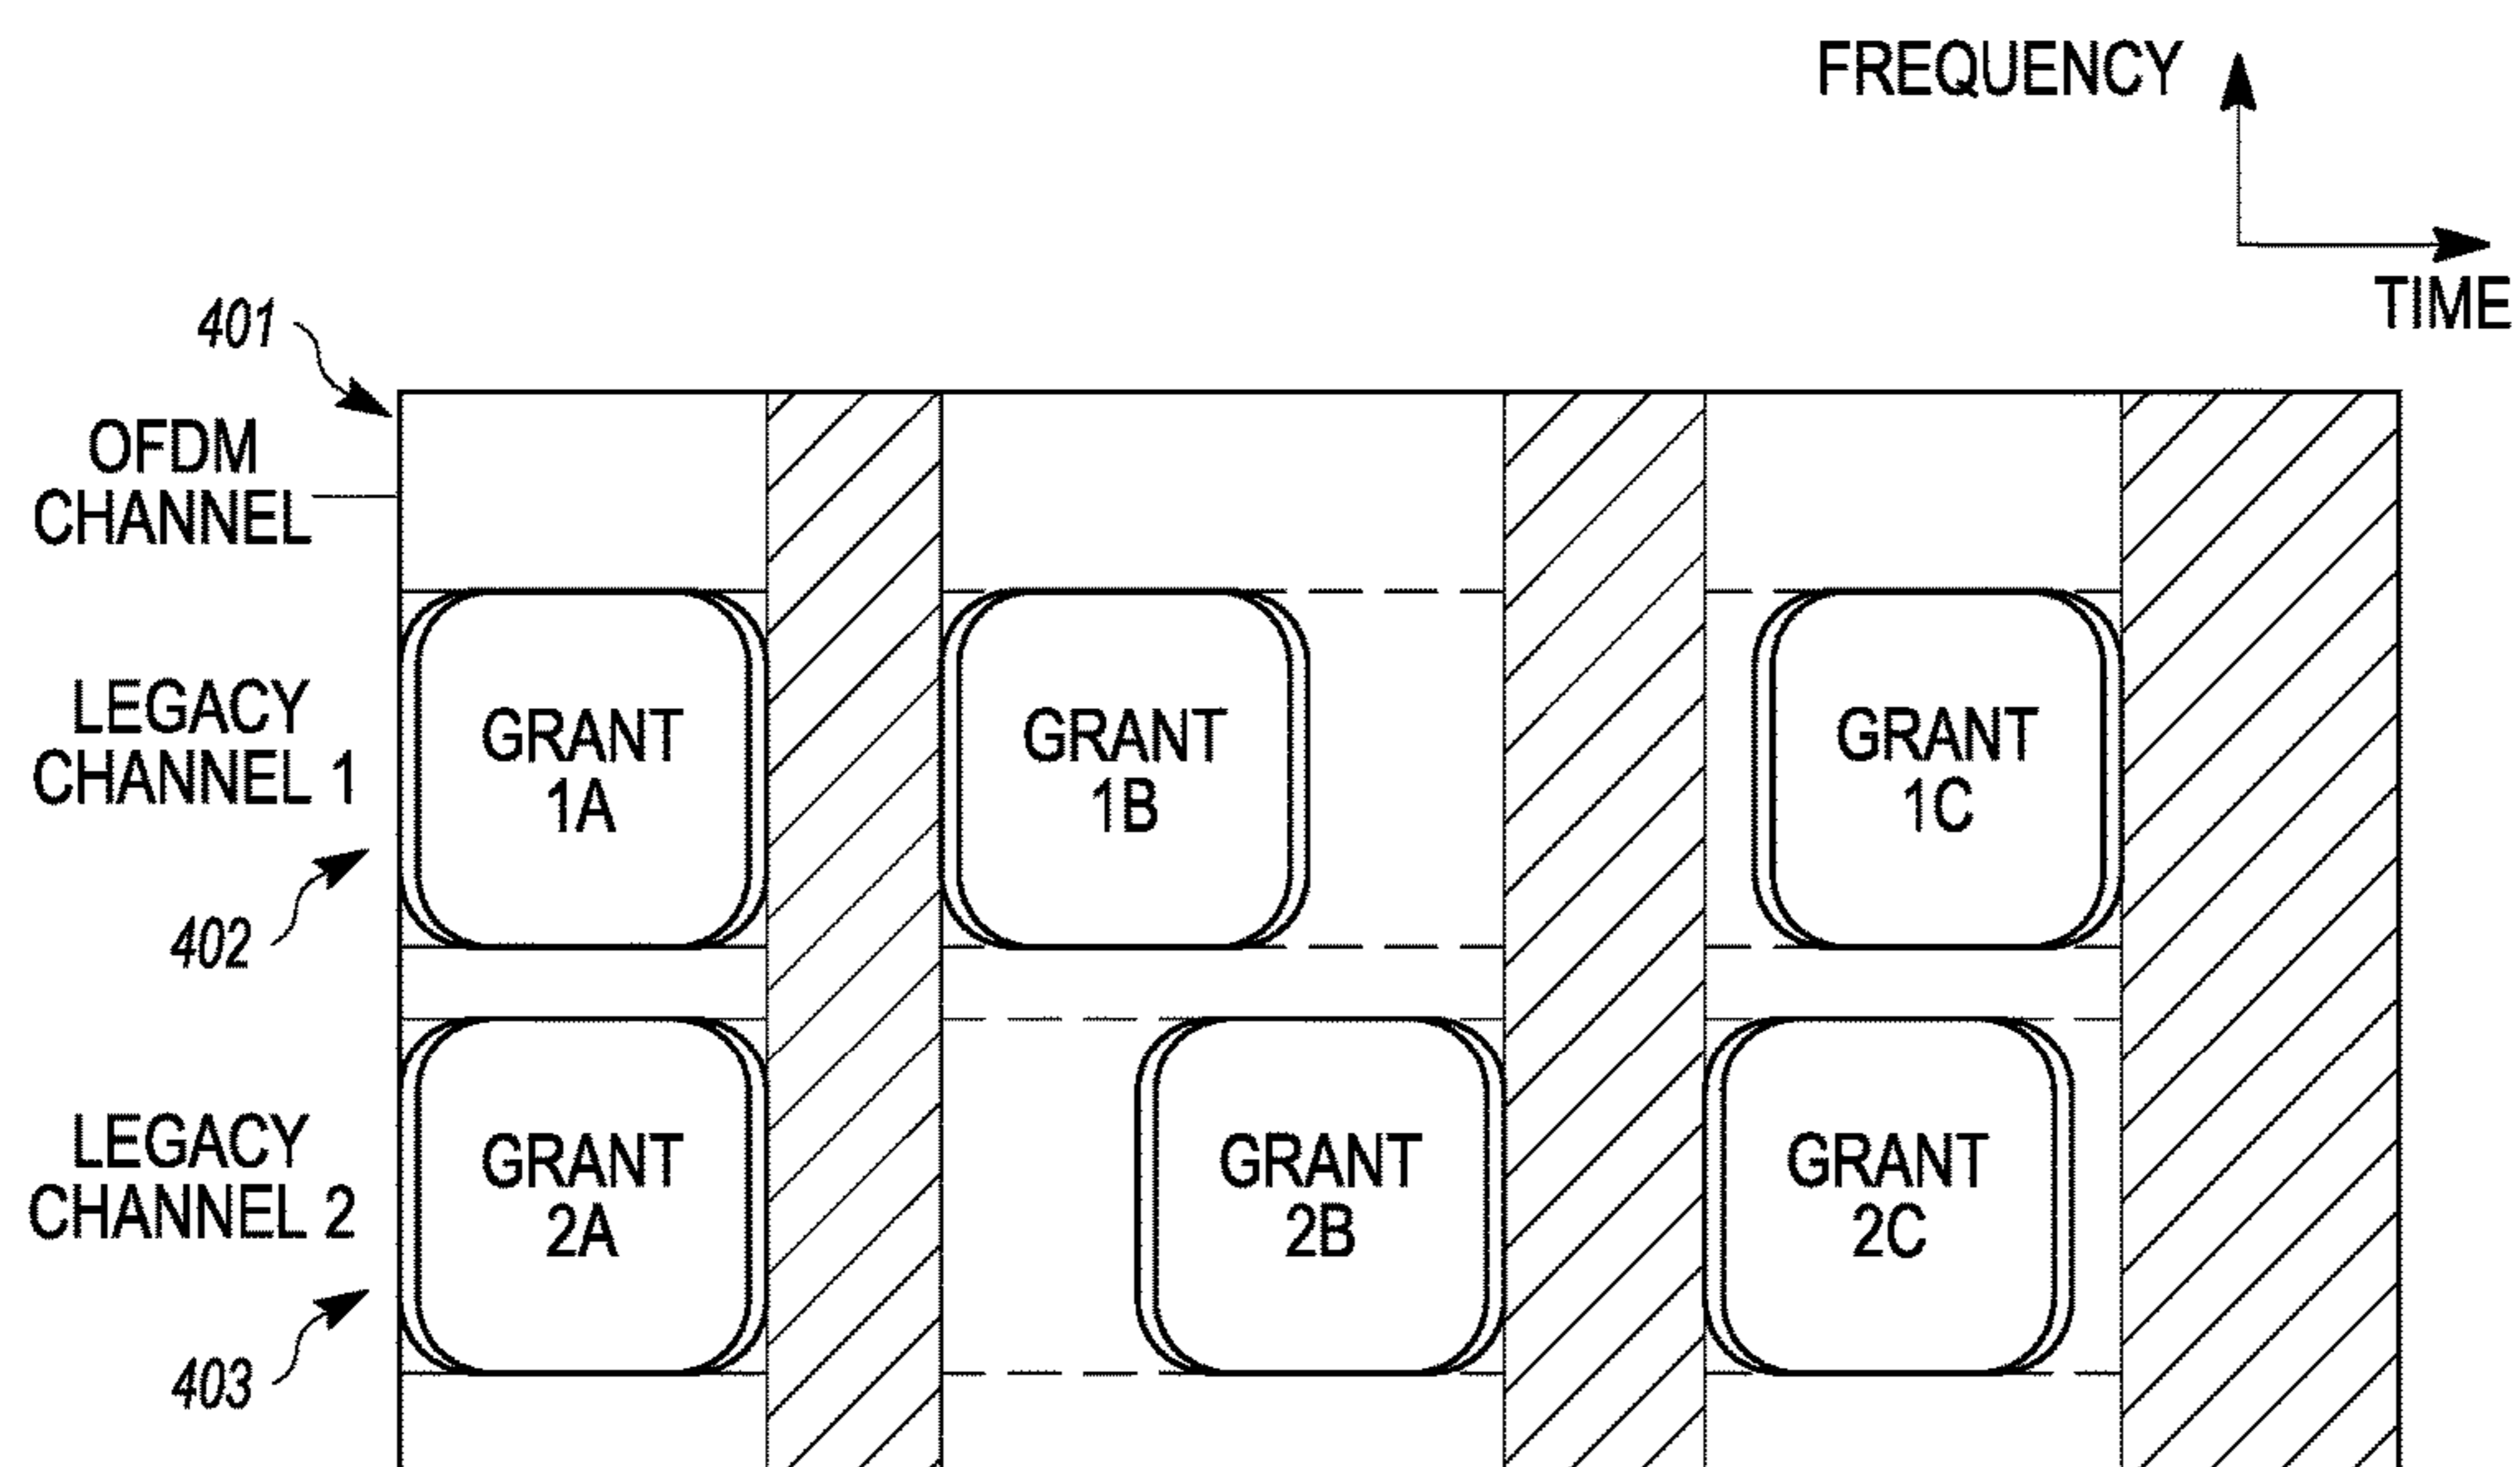 FREQUENCY
TIME
401
OFDM
CHANNEL
LEGACY
CHANNEL 1
402
GRANT
1A
GRANT
1B
GRANT
1C
LEGACY
CHANNEL 2
403
GRANT
2A
GRANT
2B
GRANT
2C